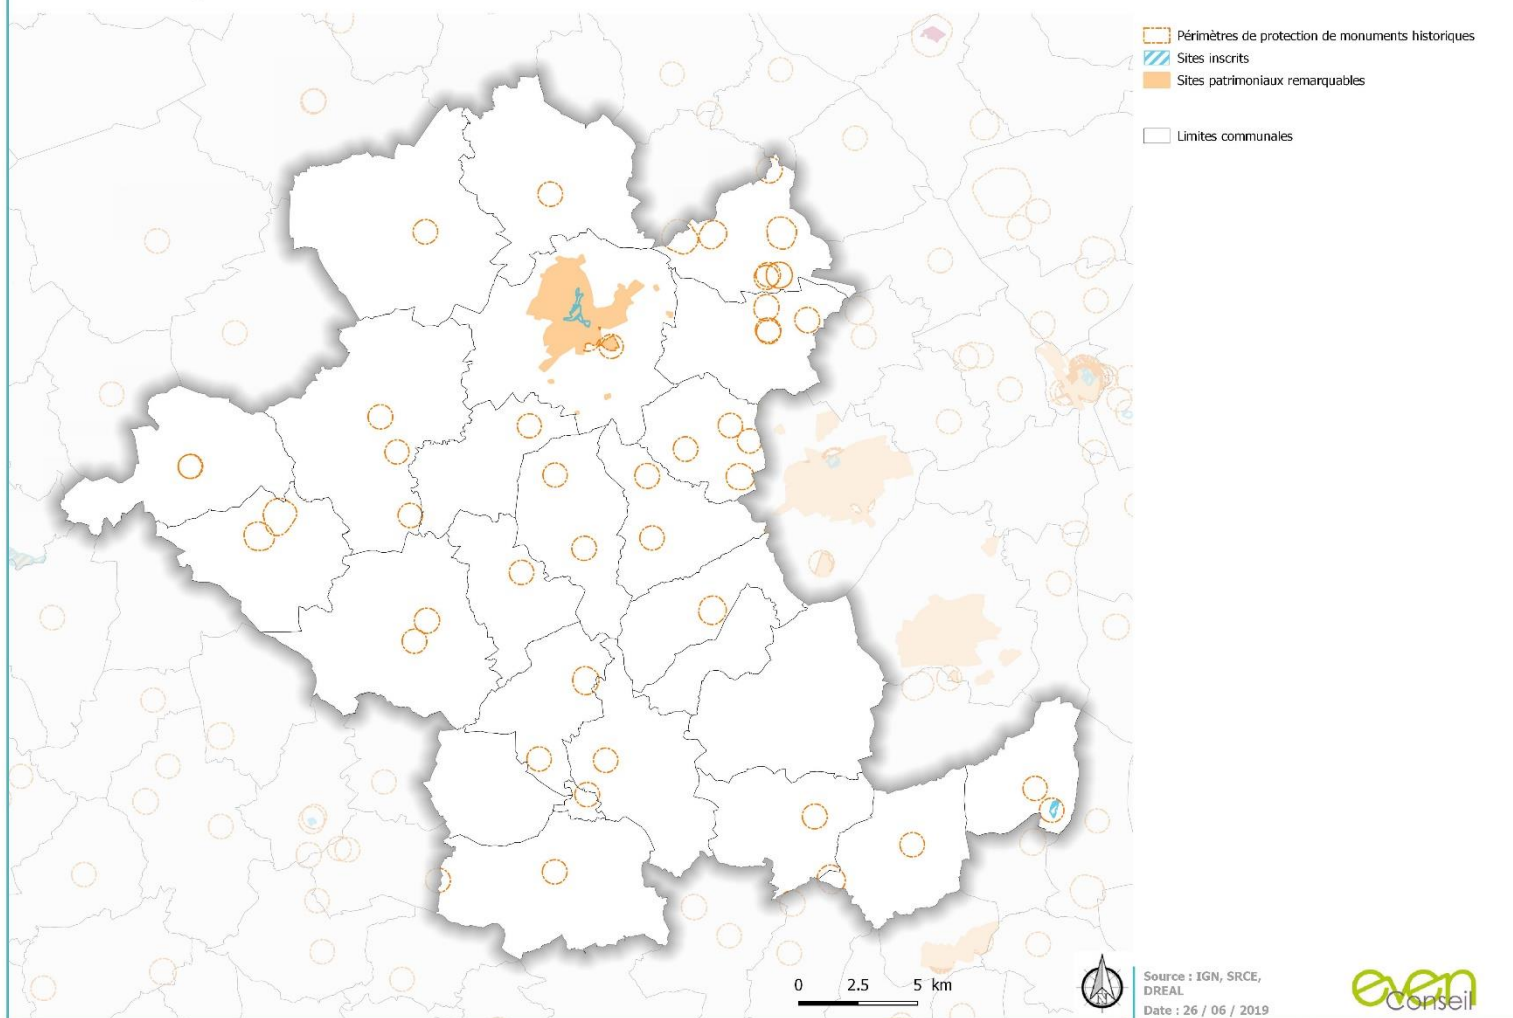 Périmètres de protection de monuments historiques
Sites inscrits
Sites patrimoniaux remarquables
Limites communales
0 2.5 5 km
N
Source : IGN, SRCE,
DREAL
Date : 26 / 06 / 2019
even
Conseil